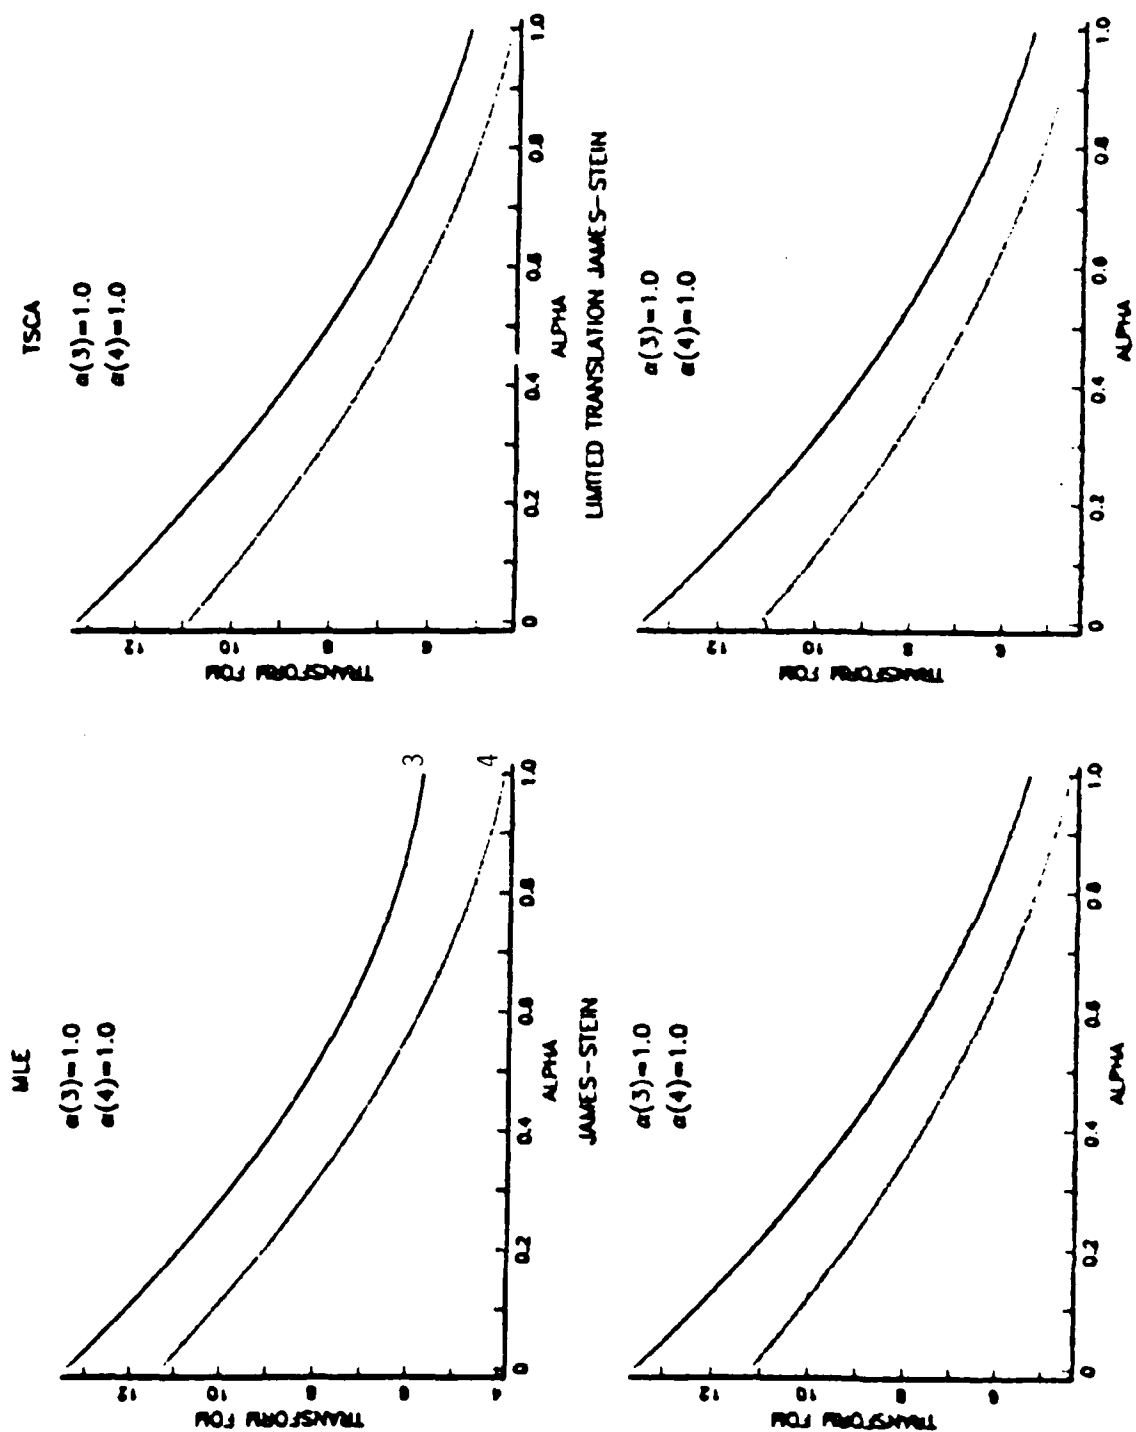 MLE
α(3)=1.0
α(4)=1.0
TRANSFORM FOM
12
10
8
6
4
3
4
0
0.2
0.4
0.6
0.8
1.0
ALPHA
TSCA
α(3)=1.0
α(4)=1.0
TRANSFORM FOM
12
10
8
6
0
0.2
0.4
0.6
0.8
1.0
ALPHA
JAMES-STEIN
α(3)=1.0
α(4)=1.0
TRANSFORM FOM
12
10
8
6
0
0.2
0.4
0.6
0.8
1.0
ALPHA
LIMITED TRANSLATION JAMES-STEIN
α(3)=1.0
α(4)=1.0
TRANSFORM FOM
12
10
8
6
0
0.2
0.4
0.6
0.8
1.0
ALPHA